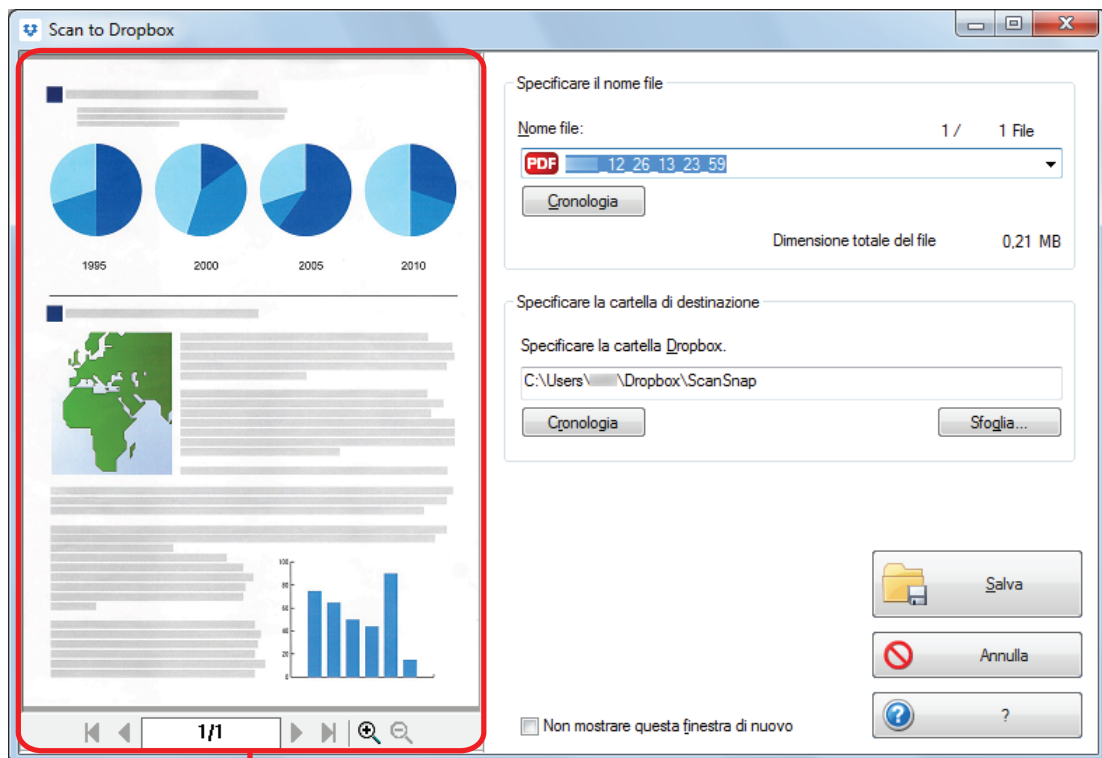 Scan to Dropbox
1995 2000 2005 2010
100
80
60
40
20
0
1/1
Specificare il nome file
Nome file: 1 / 1 File
PDF _12_26_13_23_59
Cronologia
Dimensione totale del file 0,21 MB
Specificare la cartella di destinazione
Specificare la cartella Dropbox.
C:\Users\ \Dropbox\ScanSnap
Cronologia Sfoglia...
Salva
Annulla
?
Non mostrare questa finestra di nuovo